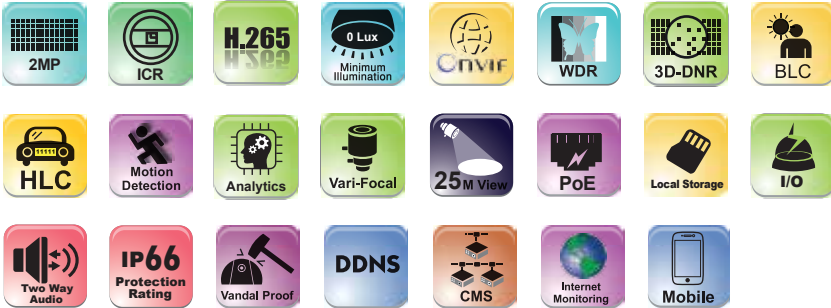 2MP
ICR
H.265
0 Lux
Minimum
Illumination
ONVIF
WDR
3D-DNR
BLC
HLC
Motion
Detection
Analytics
Vari-Focal
25M View
PoE
Local Storage
I/O
Two Way
Audio
IP66
Protection
Rating
Vandal Proof
DDNS
CMS
Internet
Monitoring
Mobile